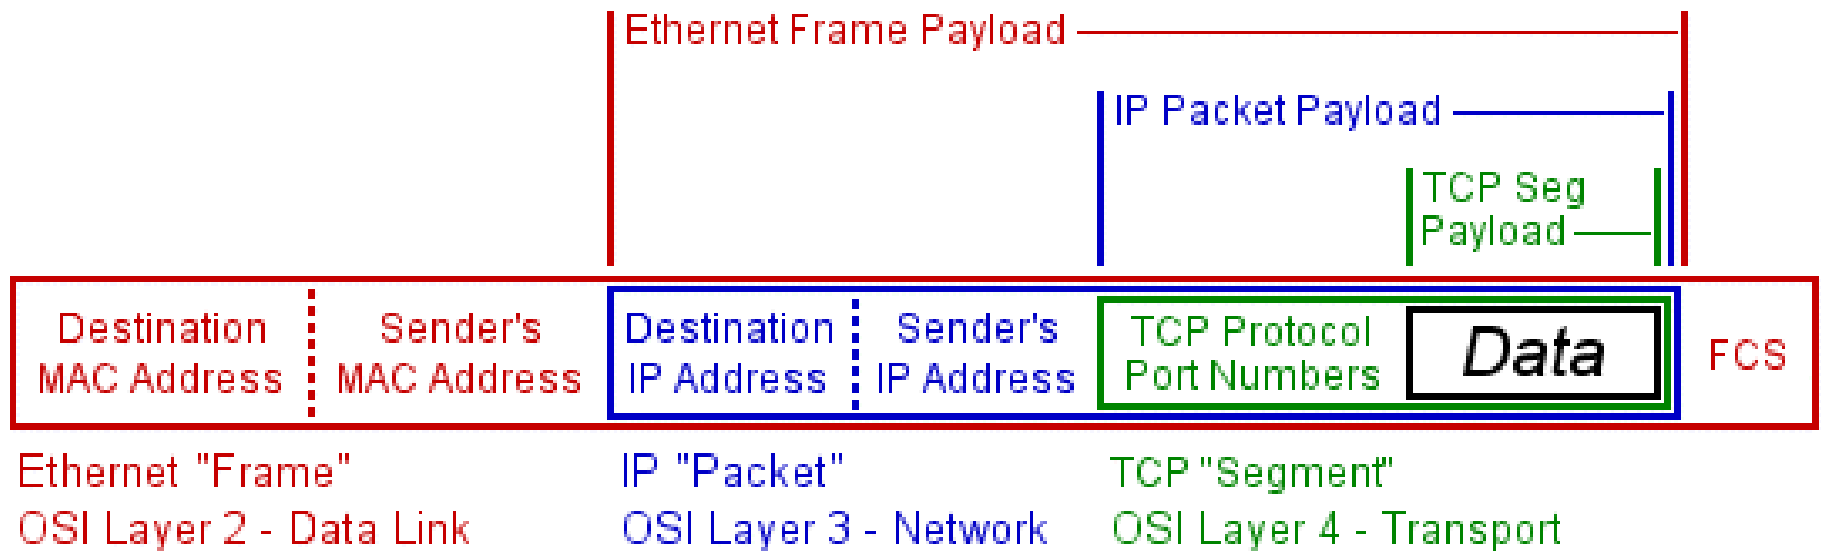 Ethernet Frame Payload
IP Packet Payload
TCP Seg
Payload
Destination
MAC Address
Sender's
MAC Address
Destination
IP Address
Sender's
IP Address
TCP Protocol
Port Numbers
Data
FCS
Ethernet "Frame"
OSI Layer 2 - Data Link
IP "Packet"
OSI Layer 3 - Network
TCP "Segment"
OSI Layer 4 - Transport